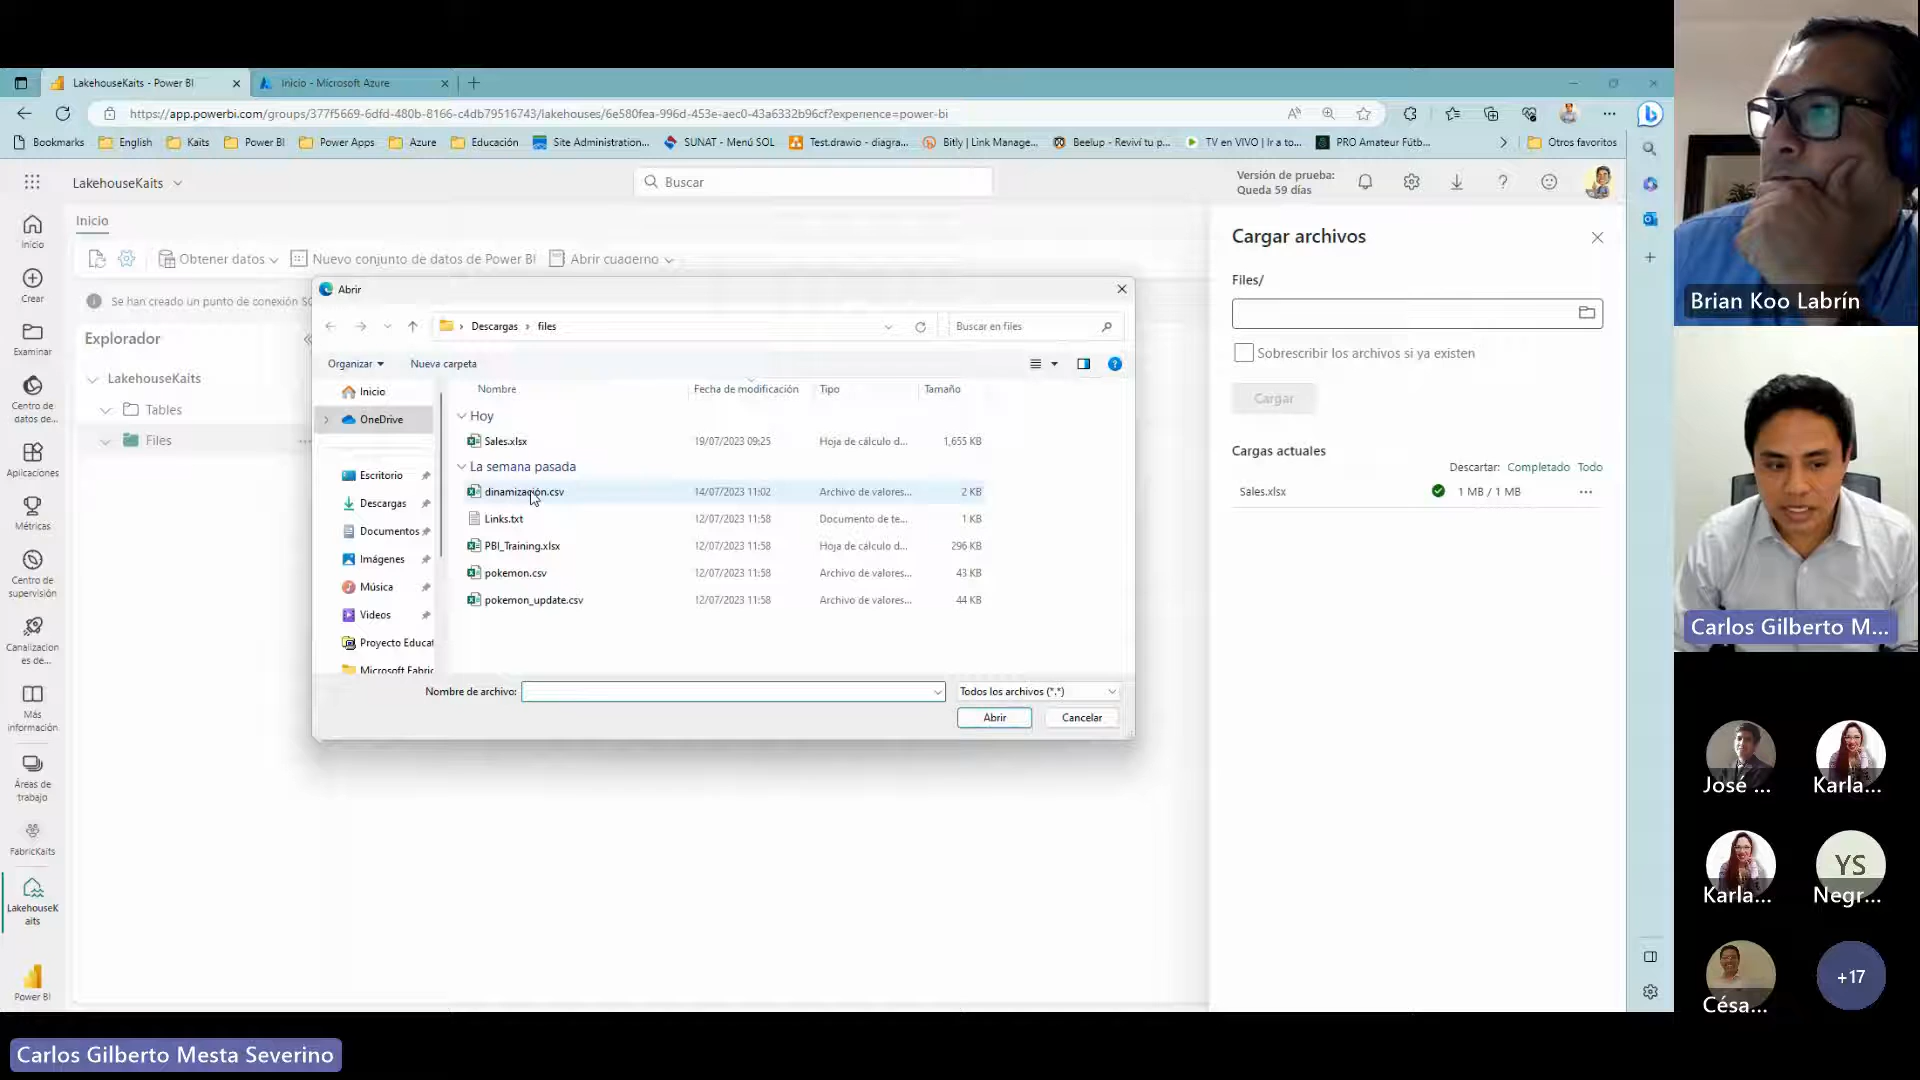 LakehouseKaits - Power BI
Inicio - Microsoft Azure
https://app.powerbi.com/groups/377f5669-6dfd-480b-8166-c4db79516743/lakehouses/6e580fea-996d-453e-aec0-43a6332b96cf?experience=power-bi
Bookmarks English Kaits Power BI Power Apps Azure Educación Site Administration... SUNAT - Menú SOL Test.drawio - diagra... Bitly | Link Manage... Beelup - Reviví tu p... TV en VIVO | Ir a to... PRO Amateur Fútb... Otros favoritos
LakehouseKaits
Buscar
Versión de prueba:
Queda 59 días
Inicio
Obtener datos
Nuevo conjunto de datos de Power BI
Abrir cuaderno
Se han creado un punto de conexión SQ
Explorador
LakehouseKaits
Tables
Files
Inicio
Crear
Examinar
Centro de
datos de...
Aplicaciones
Métricas
Centro de
supervisión
Canalizacion
es de...
Más
información
Áreas de
trabajo
FabricKaits
LakehouseK
aits
Power BI
Abrir
Descargas › files
Buscar en files
Organizar
Nueva carpeta
Inicio
OneDrive
Escritorio
Descargas
Documentos
Imágenes
Música
Videos
Proyecto Educat
Microsoft Fabric
Nombre Fecha de modificación Tipo Tamaño
Hoy
Sales.xlsx 19/07/2023 09:25 Hoja de cálculo d... 1,655 KB
La semana pasada
dinamización.csv 14/07/2023 11:02 Archivo de valores... 2 KB
Links.txt 12/07/2023 11:58 Documento de te... 1 KB
PBI_Training.xlsx 12/07/2023 11:58 Hoja de cálculo d... 296 KB
pokemon.csv 12/07/2023 11:58 Archivo de valores... 43 KB
pokemon_update.csv 12/07/2023 11:58 Archivo de valores... 44 KB
Nombre de archivo:
Todos los archivos (*.*)
Abrir
Cancelar
Cargar archivos
Files/
Sobrescribir los archivos si ya existen
Cargar
Cargas actuales
Descartar: Completado Todo
Sales.xlsx 1 MB / 1 MB
Brian Koo Labrín
Carlos Gilberto M...
José ...
Karla...
Karla...
YS
Negr...
Césa...
+17
Carlos Gilberto Mesta Severino